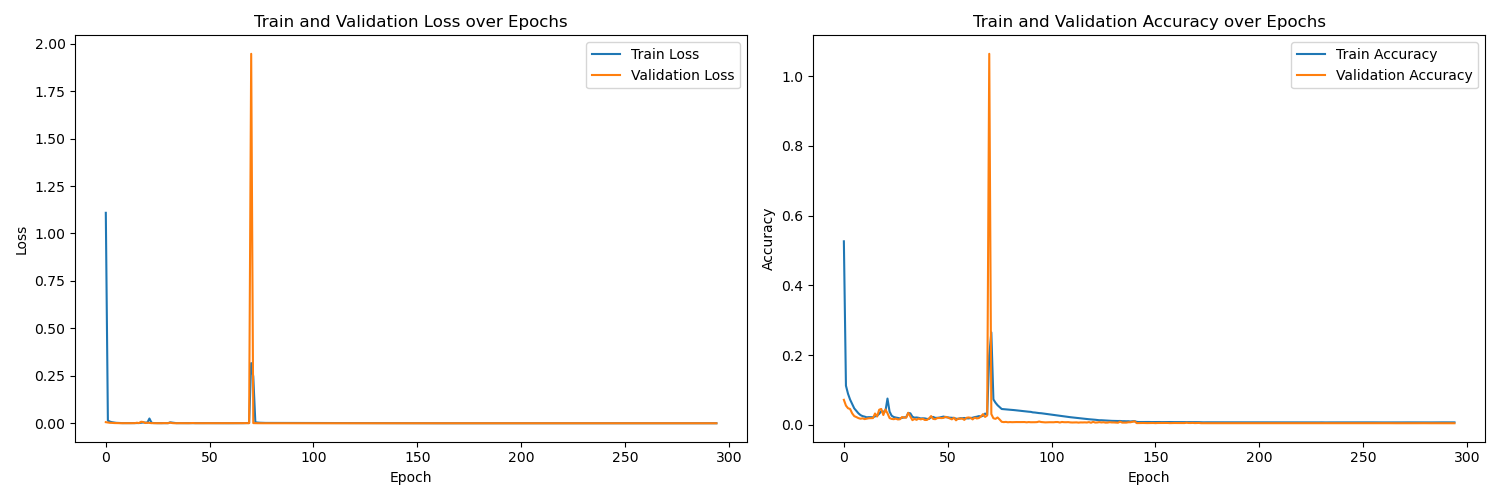 Train and Validation Loss over Epochs
2.00
1.75
1.50
1.25
1.00
0.75
0.50
0.25
0.00
Loss
Train Loss
Validation Loss
0 50 100 150 200 250 300
Epoch
Train and Validation Accuracy over Epochs
1.0
0.8
0.6
0.4
0.2
0.0
Accuracy
Train Accuracy
Validation Accuracy
0 50 100 150 200 250 300
Epoch